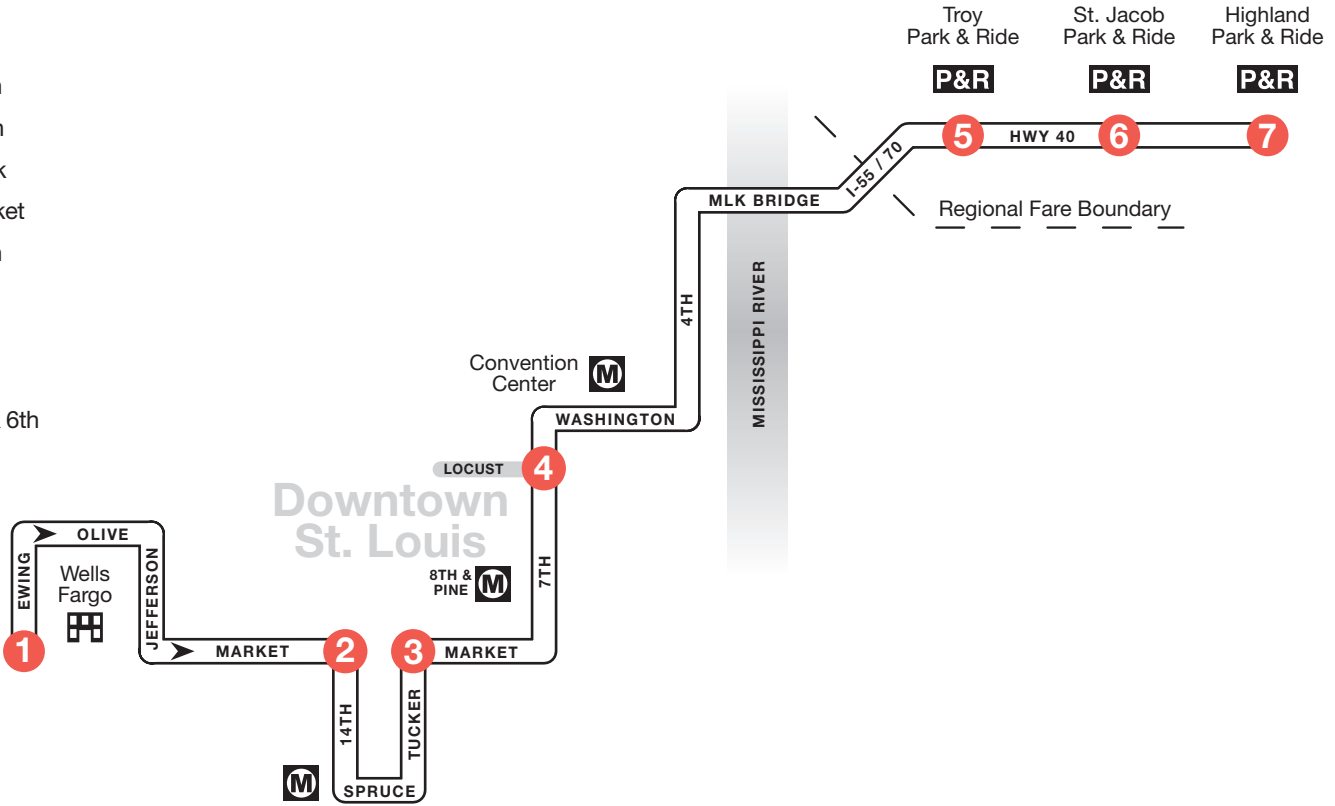 Troy
Park & Ride
St. Jacob
Park & Ride
Highland
Park & Ride
P&R
P&R
P&R
5
HWY 40
6
7
I-55 / 70
MLK BRIDGE
Regional Fare Boundary
ket
6th
4TH
MISSISSIPPI RIVER
Convention
Center
M
WASHINGTON
LOCUST
4
Downtown
St. Louis
OLIVE
EWING
Wells
Fargo
JEFFERSON
8TH &
PINE
M
7TH
1
MARKET
2
3
MARKET
14TH
TUCKER
M
SPRUCE